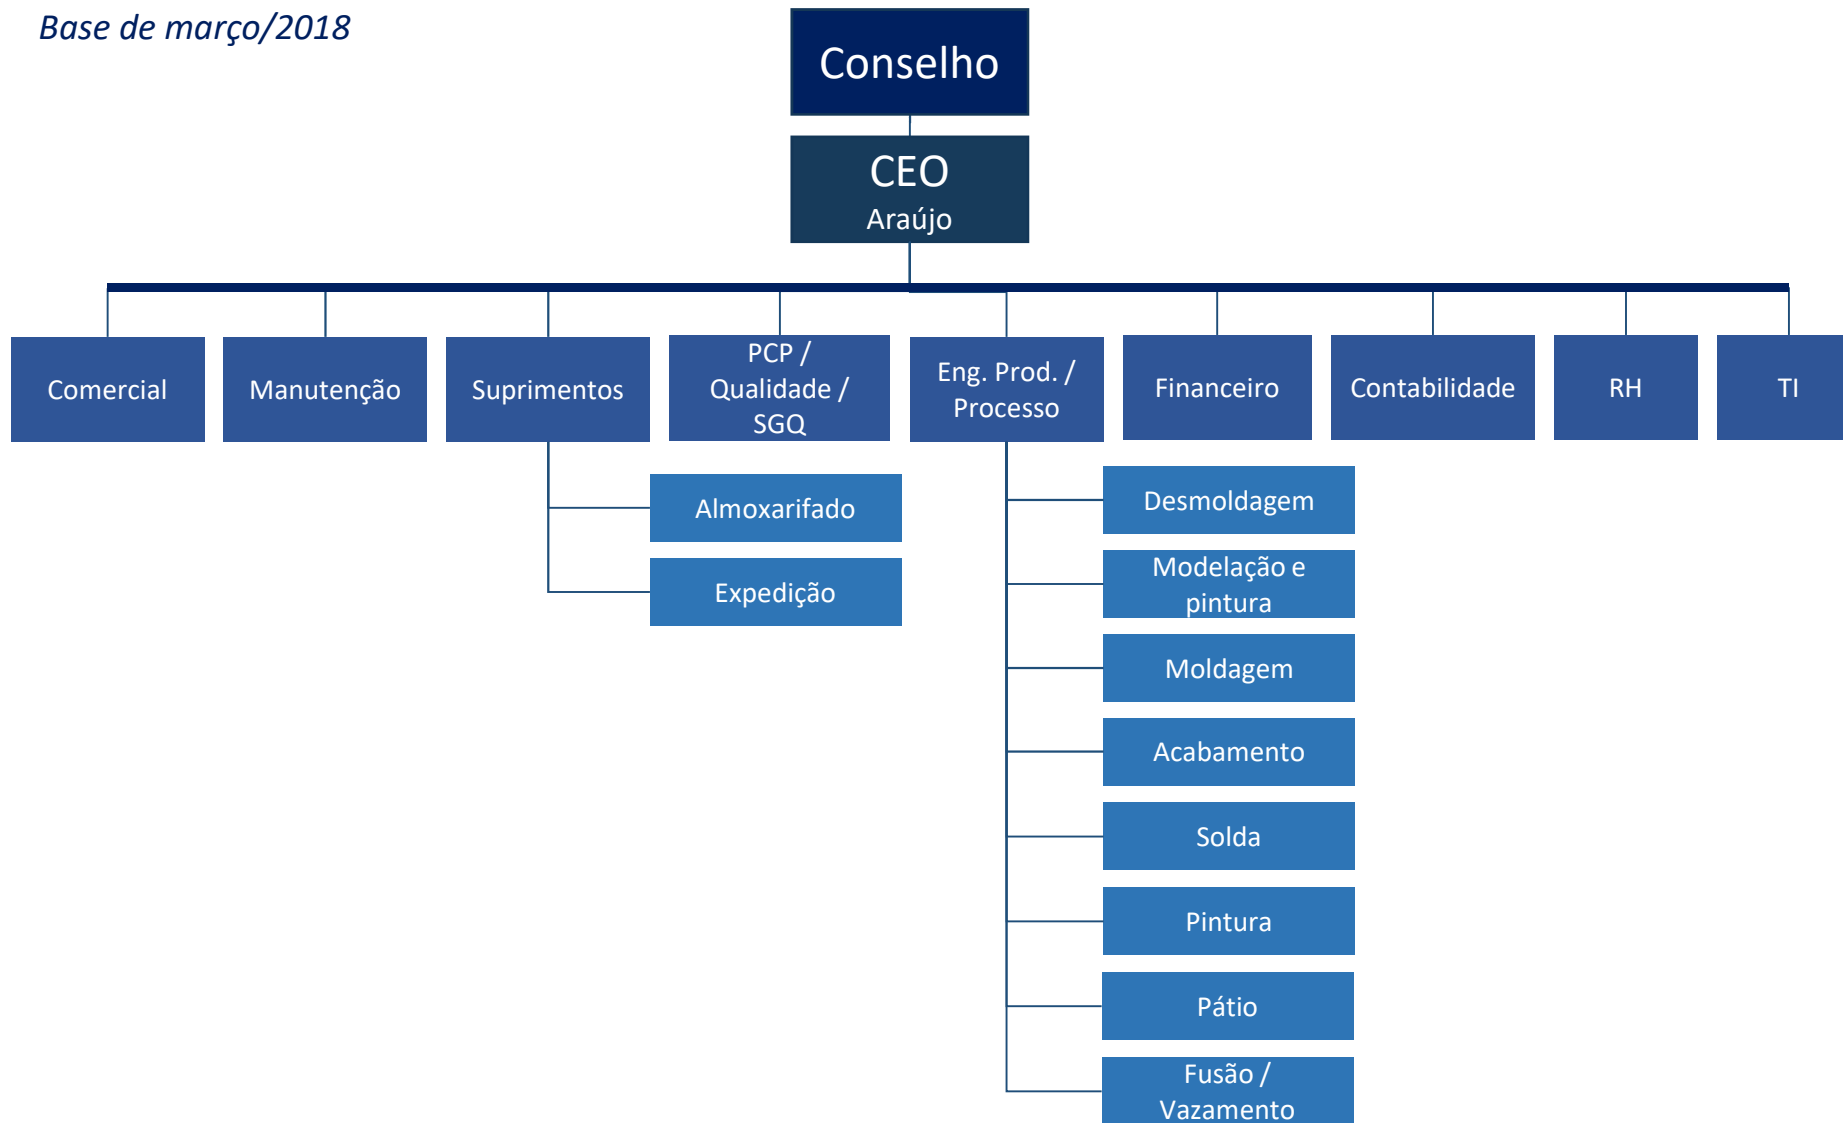 Base de março/2018
Conselho
CEO
Araújo
Comercial
Manutenção
Suprimentos
PCP /
Qualidade /
SGQ
Eng. Prod. /
Processo
Financeiro
Contabilidade
RH
TI
Almoxarifado
Expedição
Desmoldagem
Modelação e
pintura
Moldagem
Acabamento
Solda
Pintura
Pátio
Fusão /
Vazamento